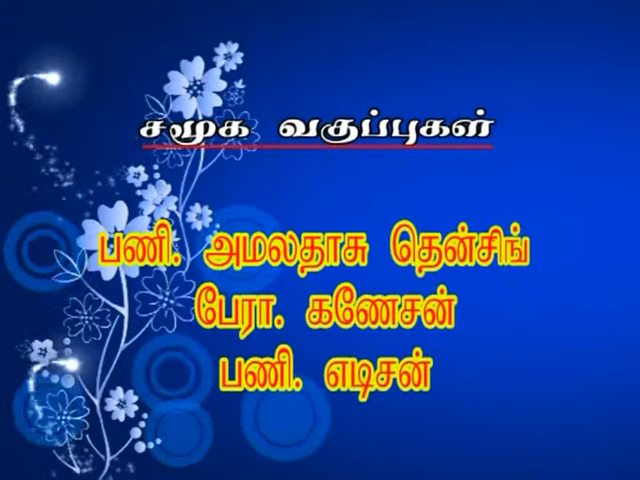 சமூக வகுப்புகள்
பணி. அமலதாசு தென்சிங்
பேரா. கணேசன்
பணி. எடிசன்